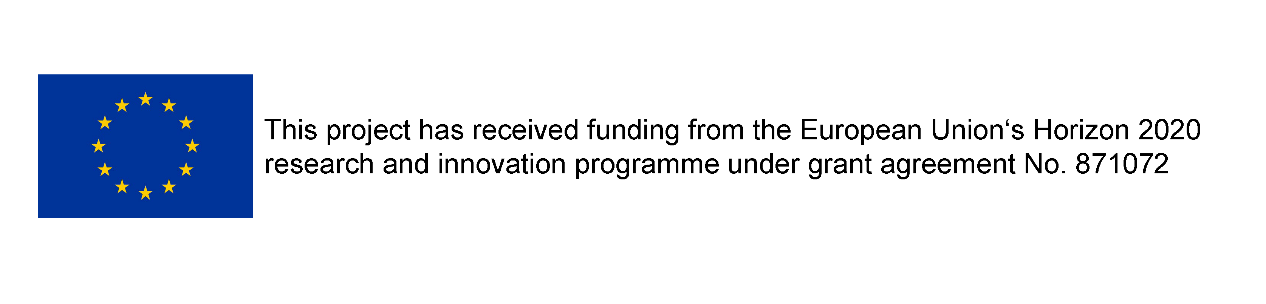 This project has received funding from the European Union‘s Horizon 2020
research and innovation programme under grant agreement No. 871072